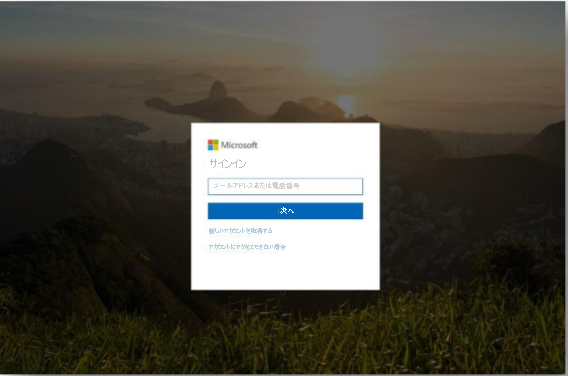 Microsoft
サインイン
メールアドレスまたは電話番号
次へ
新しいアカウントを取得する
アカウントにアクセスできない場合